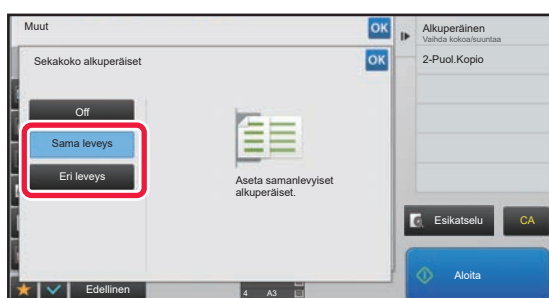 Muut
OK
Sekakoko alkuperäiset
OK
Off
Sama leveys
Eri leveys
Aseta samanlevyiset
alkuperäiset.
Edellinen
4 A3
Alkuperäinen
Vaihda kokoa/suuntaa
2-Puol.Kopio
Esikatselu
CA
Aloita